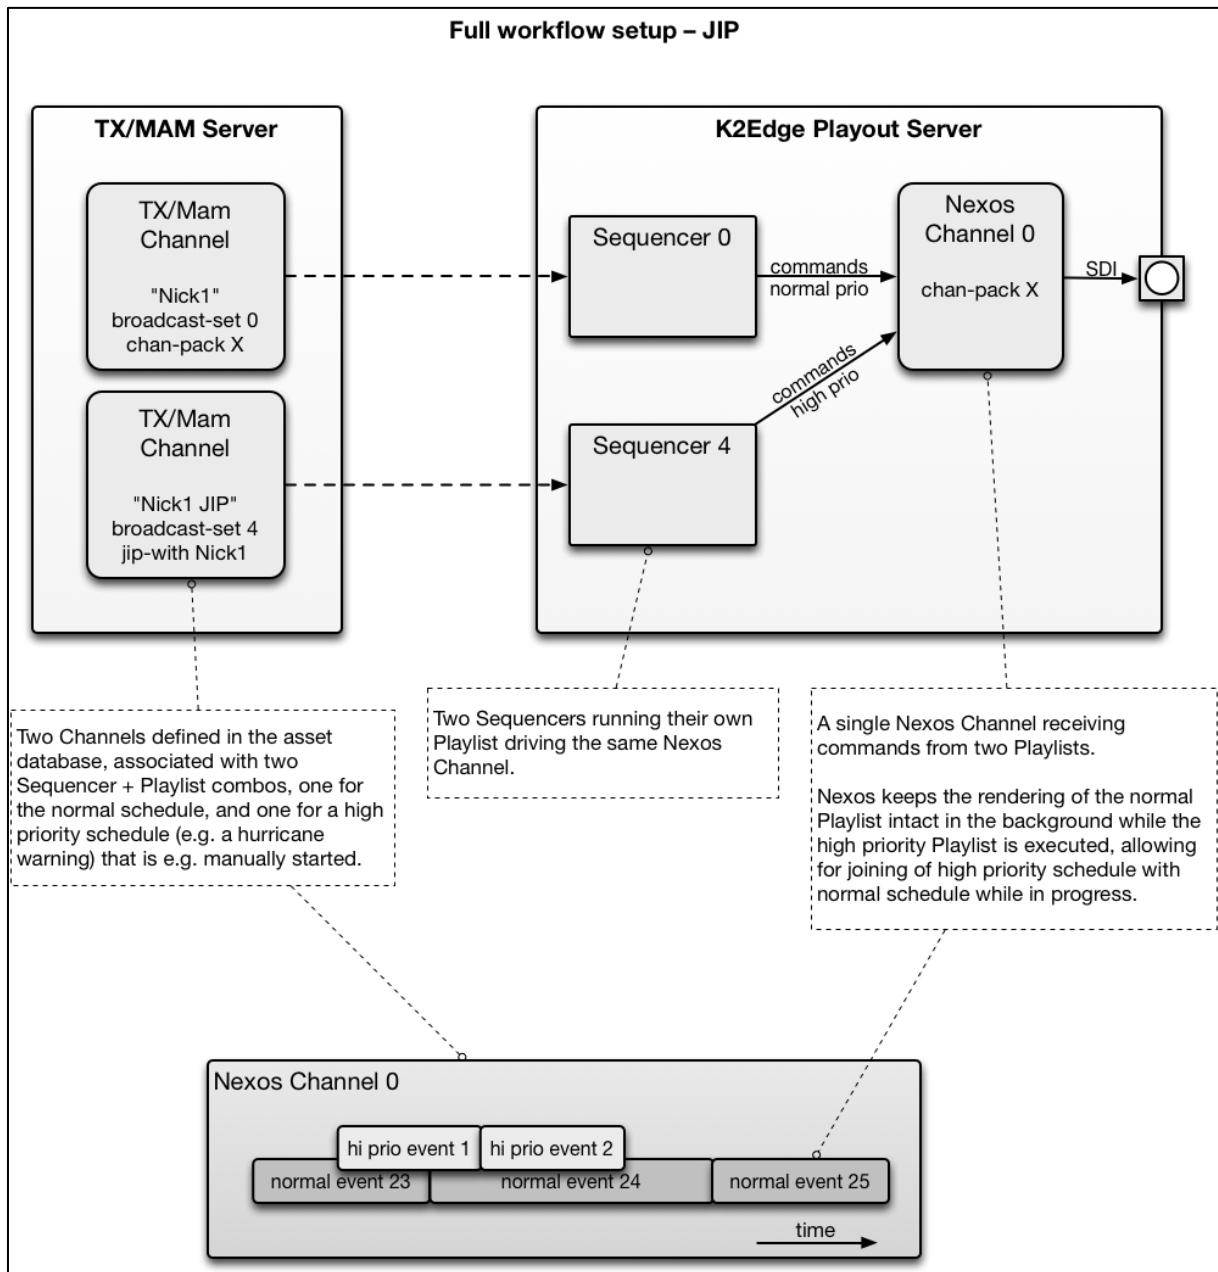 Full workflow setup – JIP
TX/MAM Server
TX/Mam
Channel
"Nick1"
broadcast-set 0
chan-pack X
TX/Mam
Channel
"Nick1 JIP"
broadcast-set 4
jip-with Nick1
K2Edge Playout Server
Sequencer 0
commands
normal prio
Nexos
Channel 0
chan-pack X
SDI
commands
high prio
Sequencer 4
Two Channels defined in the asset
database, associated with two
Sequencer + Playlist combos, one for
the normal schedule, and one for a high
priority schedule (e.g. a hurricane
warning) that is e.g. manually started.
Two Sequencers running their own
Playlist driving the same Nexos
Channel.
A single Nexos Channel receiving
commands from two Playlists.
Nexos keeps the rendering of the normal
Playlist intact in the background while the
high priority Playlist is executed, allowing
for joining of high priority schedule with
normal schedule while in progress.
Nexos Channel 0
hi prio event 1
hi prio event 2
normal event 23
normal event 24
normal event 25
time